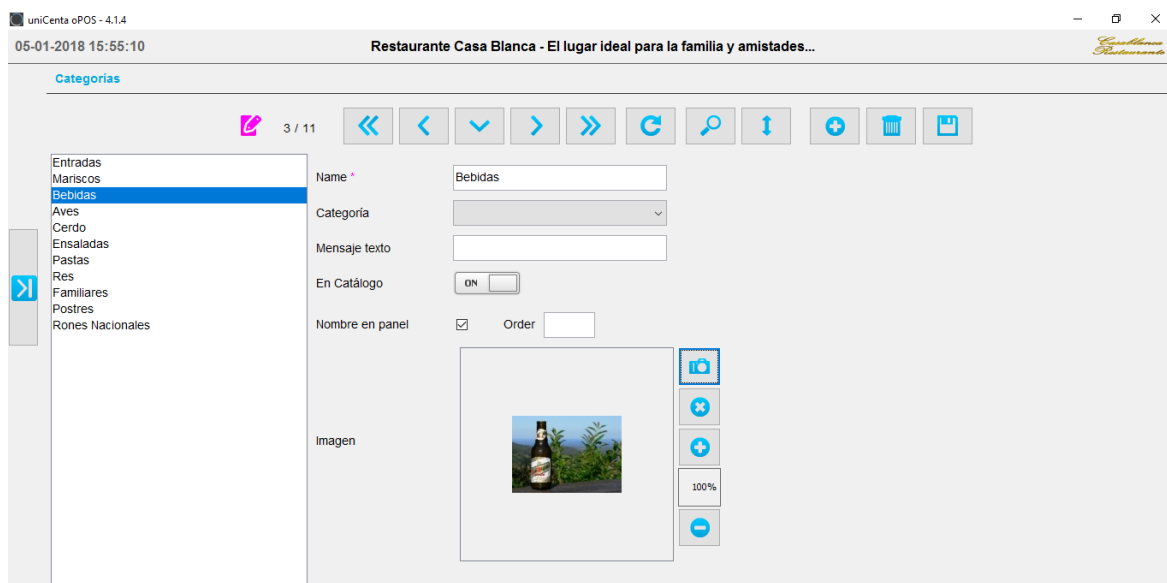 uniCenta oPOS - 4.1.4
05-01-2018 15:55:10
Restaurante Casa Blanca - El lugar ideal para la familia y amistades...
Casablanca
Restaurante
Categorías
3 / 11
Entradas
Mariscos
Bebidas
Aves
Cerdo
Ensaladas
Pastas
Res
Familiares
Postres
Rones Nacionales
Name *
Bebidas
Categoría
Mensaje texto
En Catálogo
ON
Nombre en panel
Order
Imagen
100%